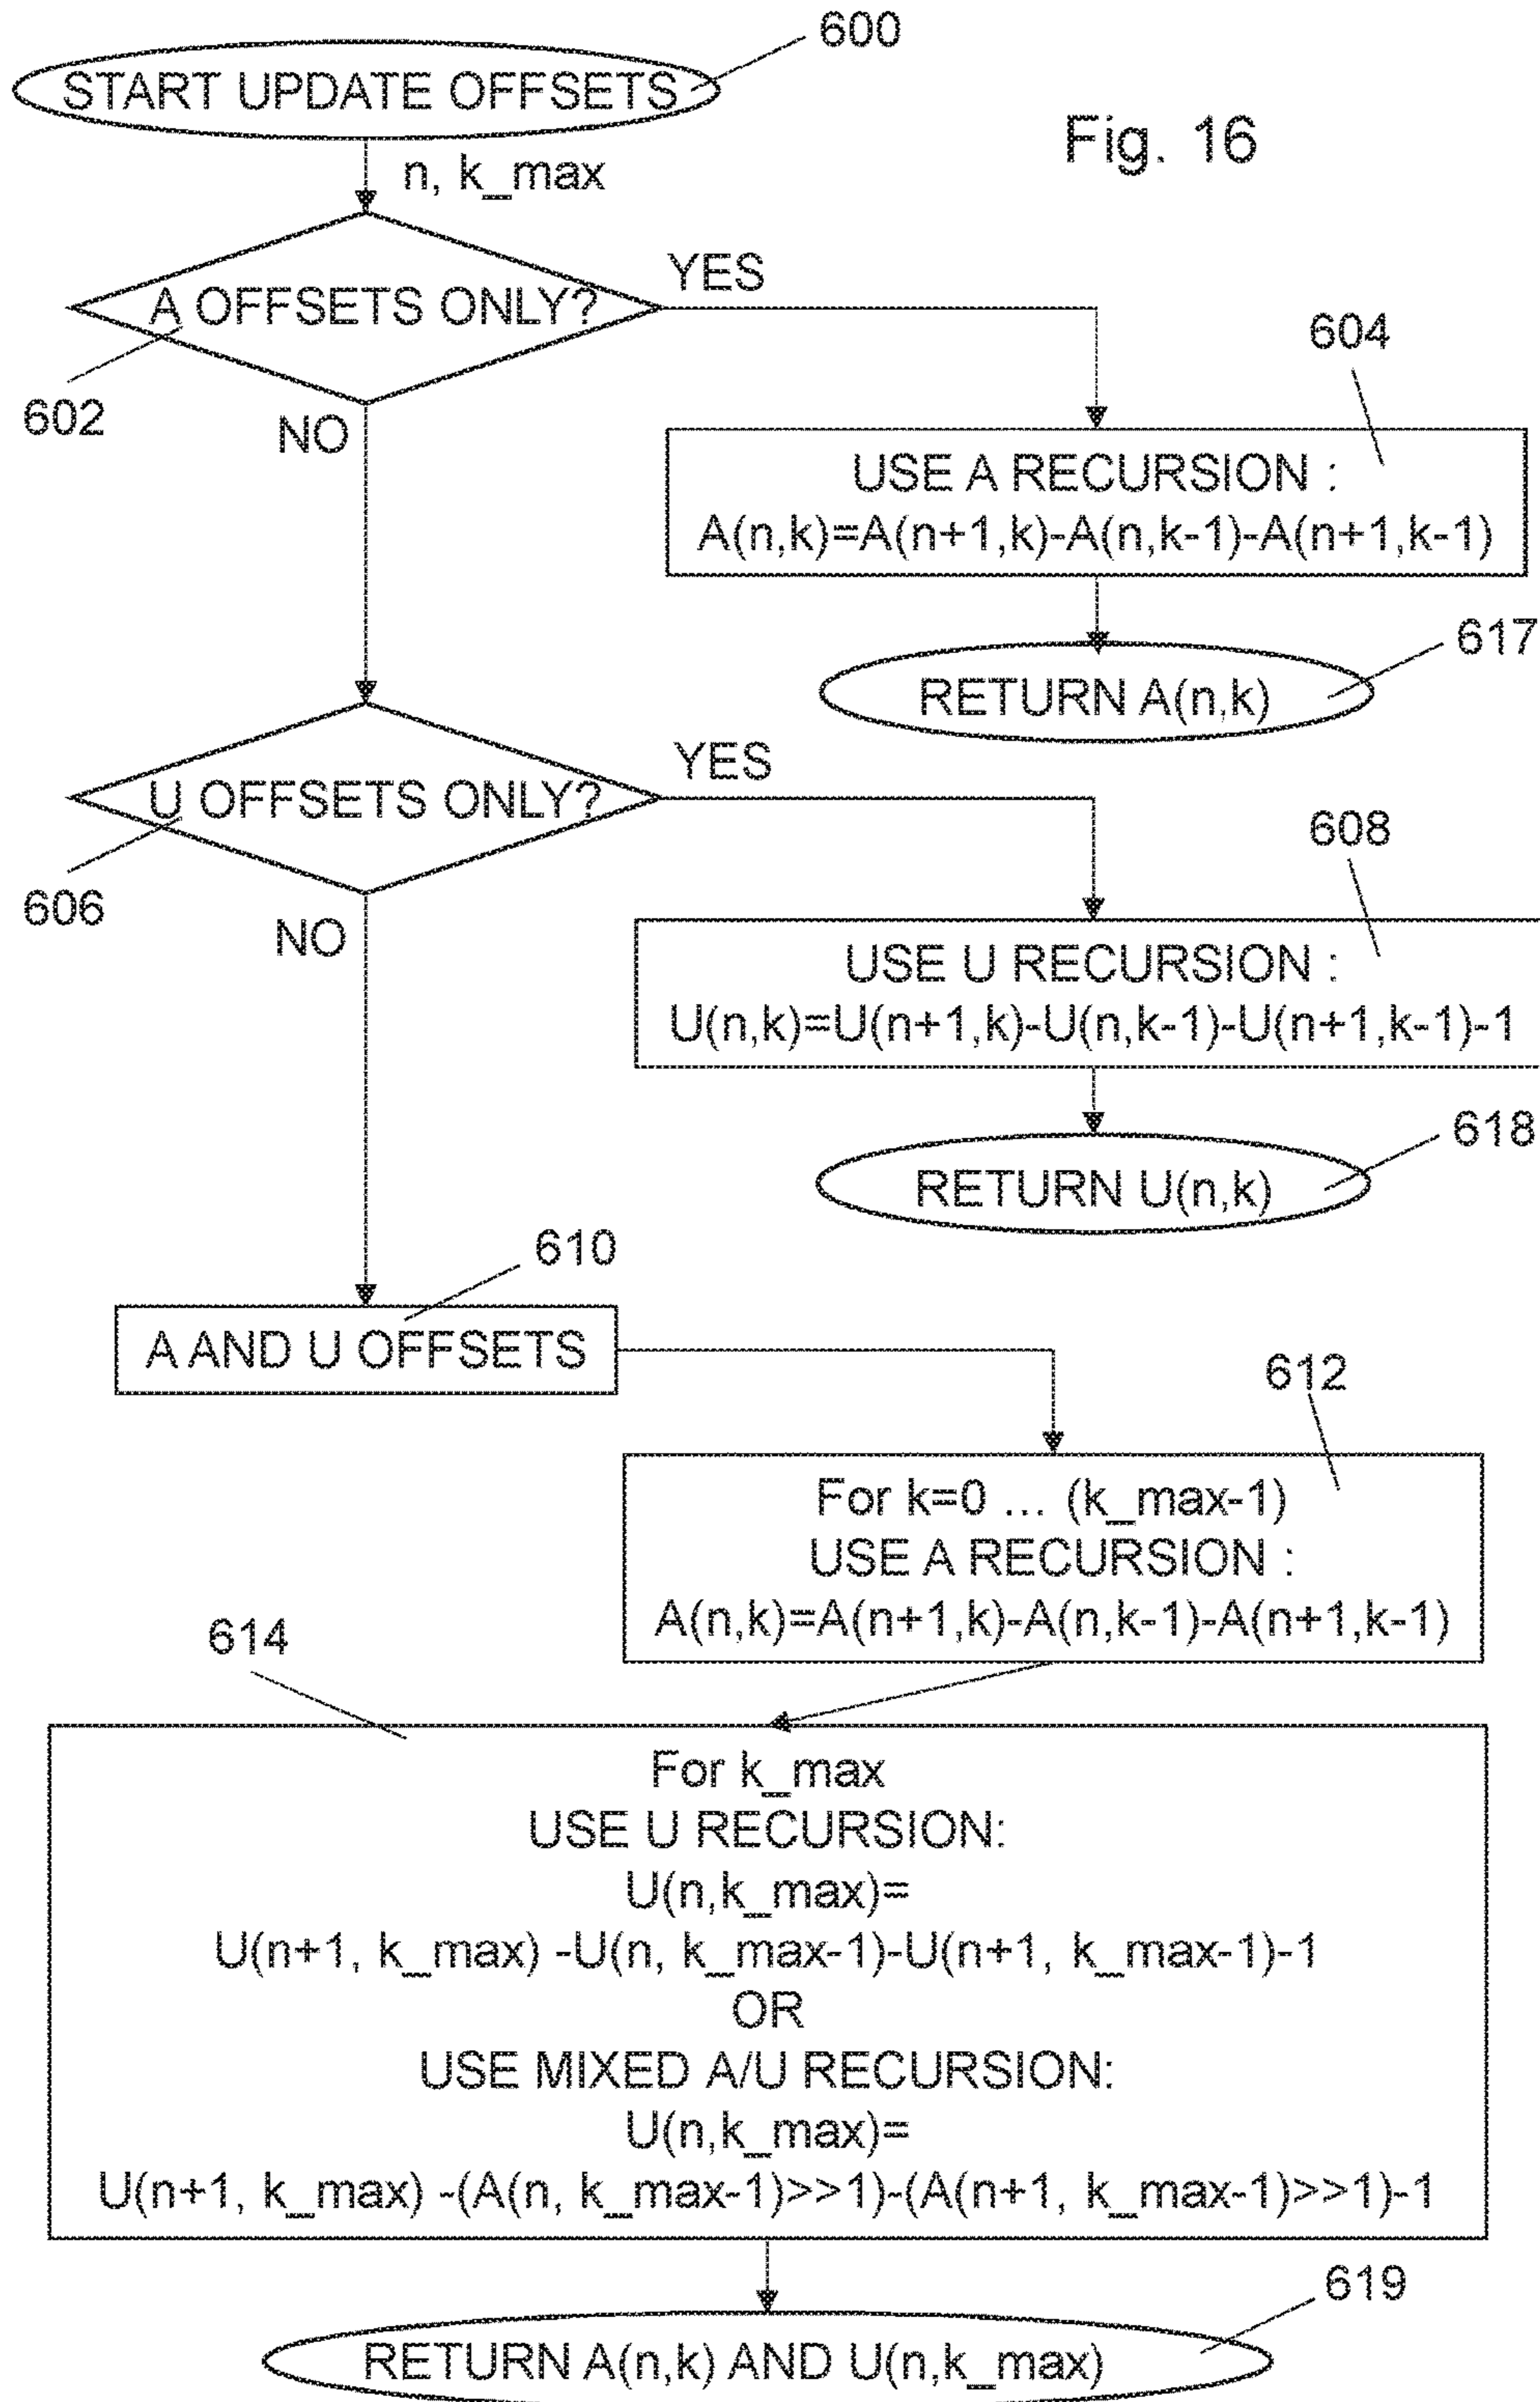 600
START UPDATE OFFSETS
Fig. 16
n, k_max
A OFFSETS ONLY?
YES
602
NO
604
USE A RECURSION :
A(n,k)=A(n+1,k)-A(n,k-1)-A(n+1,k-1)
617
RETURN A(n,k)
U OFFSETS ONLY?
YES
606
NO
608
USE U RECURSION :
U(n,k)=U(n+1,k)-U(n,k-1)-U(n+1,k-1)-1
618
RETURN U(n,k)
610
A AND U OFFSETS
612
For k=0 ... (k_max-1)
USE A RECURSION :
A(n,k)=A(n+1,k)-A(n,k-1)-A(n+1,k-1)
614
For k_max
USE U RECURSION:
U(n,k_max)=
U(n+1, k_max) -U(n, k_max-1)-U(n+1, k_max-1)-1
OR
USE MIXED A/U RECURSION:
U(n,k_max)=
U(n+1, k_max) -(A(n, k_max-1)>>1)-(A(n+1, k_max-1)>>1)-1
619
RETURN A(n,k) AND U(n,k_max)